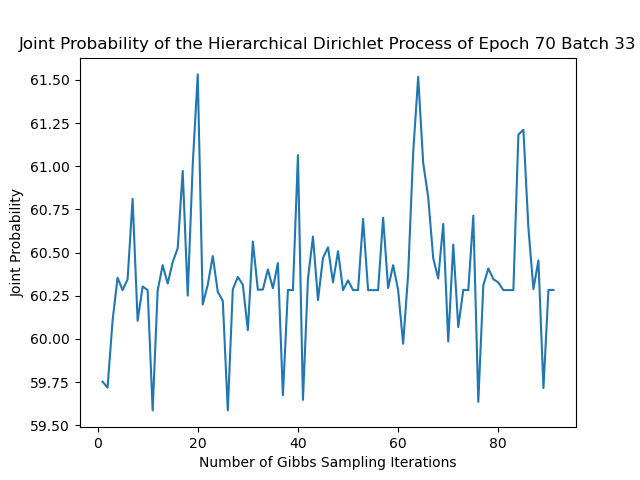 Joint Probability of the Hierarchical Dirichlet Process of Epoch 70 Batch 33
61.50
61.25
61.00
60.75
60.50
60.25
60.00
59.75
59.50
Joint Probability
0 20 40 60 80
Number of Gibbs Sampling Iterations